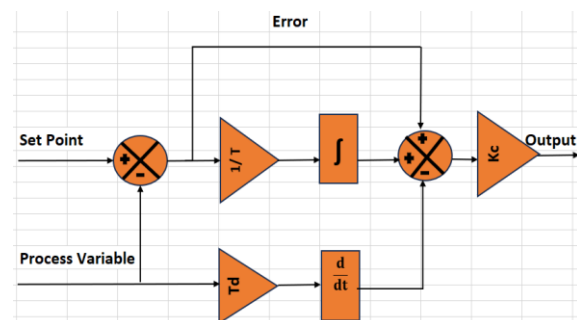 Error
Set Point
+
-
1/ T
∫
+
+
-
Kc
Output
Process Variable
Td
d
dt